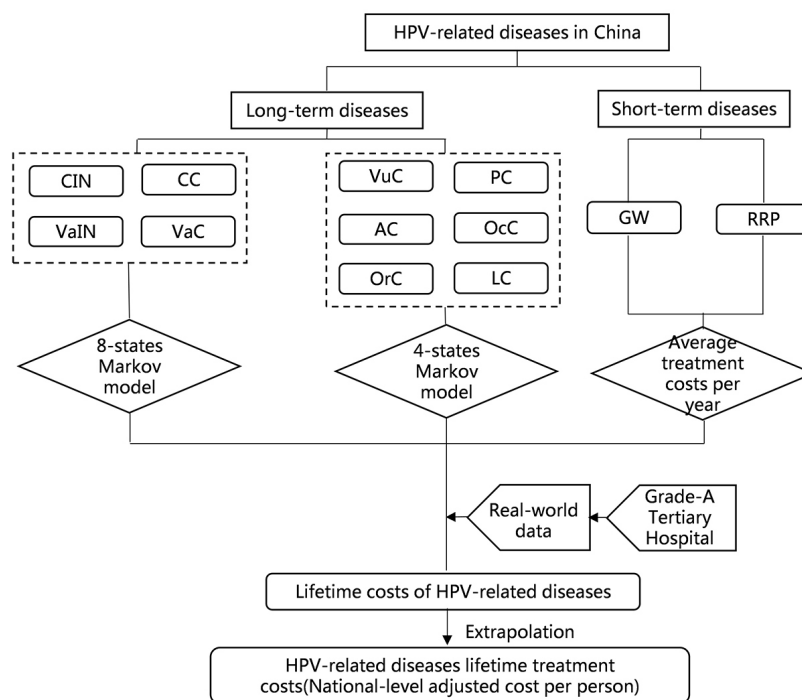 HPV-related diseases in China
Long-term diseases
Short-term diseases
CIN
CC
VaIN
VaC
VuC
PC
AC
OcC
OrC
LC
GW
RRP
8-states
Markov
model
4-states
Markov
model
Average
treatment
costs per
year
Real-world
data
Grade-A
Tertiary
Hospital
Lifetime costs of HPV-related diseases
Extrapolation
HPV-related diseases lifetime treatment
costs(National-level adjusted cost per person)